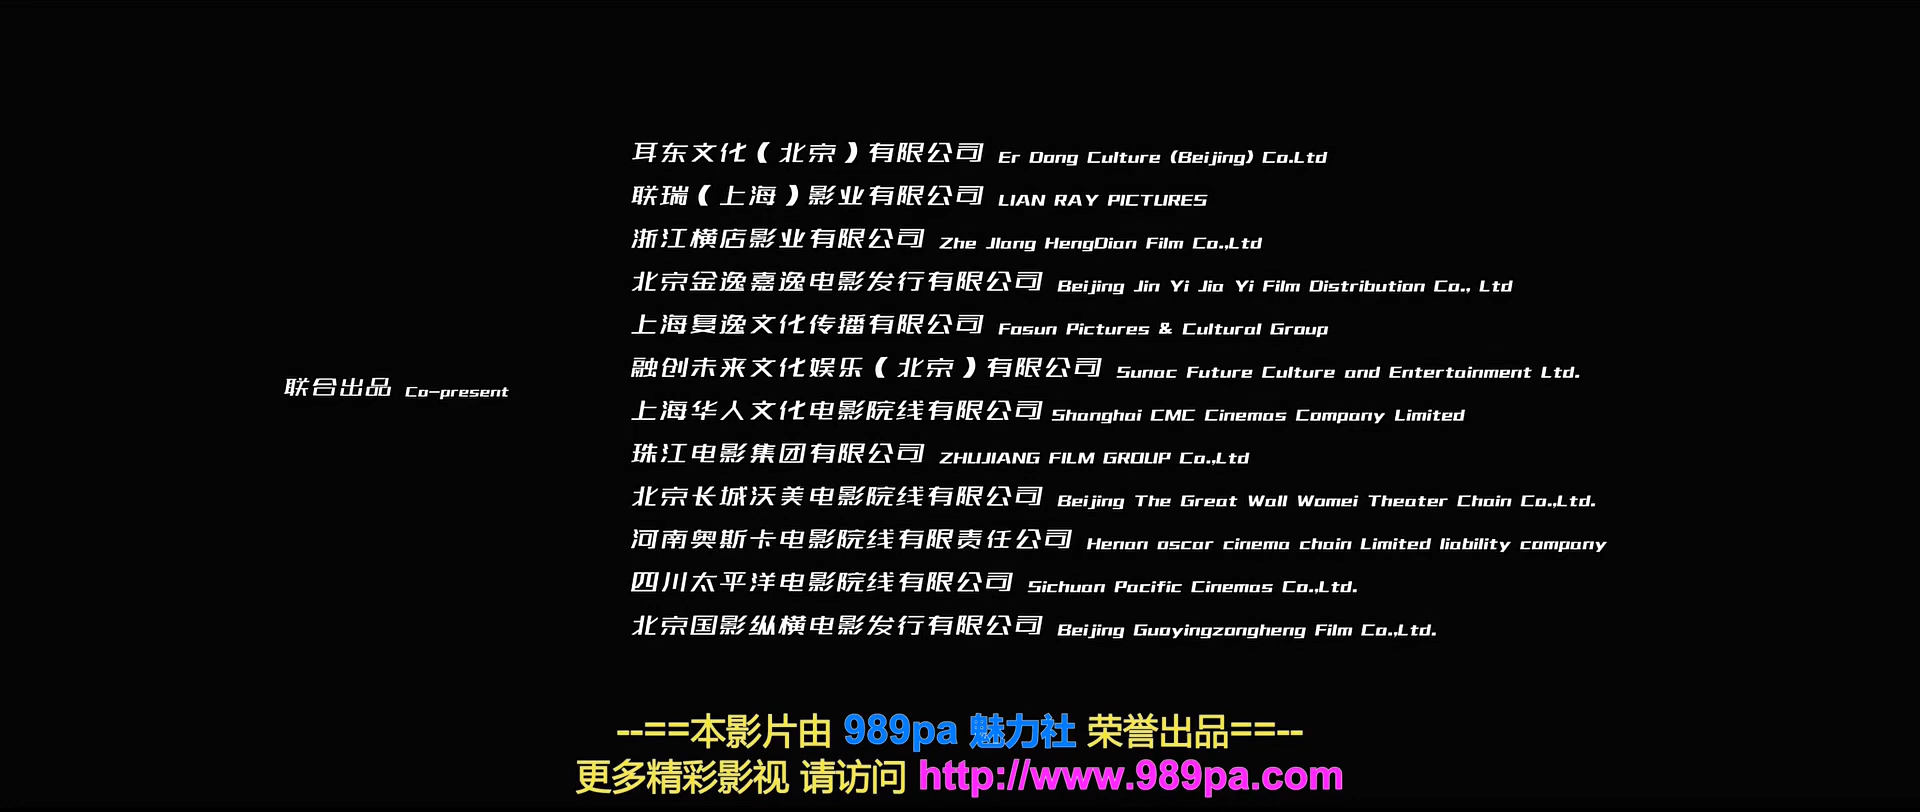 耳东文化（北京）有限公司 Er Dong Culture (Beijing) Co.Ltd
联瑞（上海）影业有限公司 LIAN RAY PICTURES
浙江横店影业有限公司 Zhe JIang HengDian Film Co.,Ltd
北京金逸嘉逸电影发行有限公司 Beijing Jin Yi Jia Yi Film Distribution Co., Ltd
上海复逸文化传播有限公司 Fosun Pictures & Cultural Group
融创未来文化娱乐（北京）有限公司 Sunac Future Culture and Entertainment Ltd.
联合出品 Co-present
上海华人文化电影院线有限公司 Shanghai CMC Cinemas Company Limited
珠江电影集团有限公司 ZHUJIANG FILM GROUP Co.,Ltd
北京长城沃美电影院线有限公司 Beijing The Great Wall Womei Theater Chain Co.,Ltd.
河南奥斯卡电影院线有限责任公司 Henan oscar cinema chain Limited liability company
四川太平洋电影院线有限公司 Sichuan Pacific Cinemas Co.,Ltd.
北京国影纵横电影发行有限公司 Beijing Guoyingzongheng Film Co.,Ltd.
--==本影片由 989pa 魅力社 荣誉出品==--
更多精彩影视 请访问 http://www.989pa.com